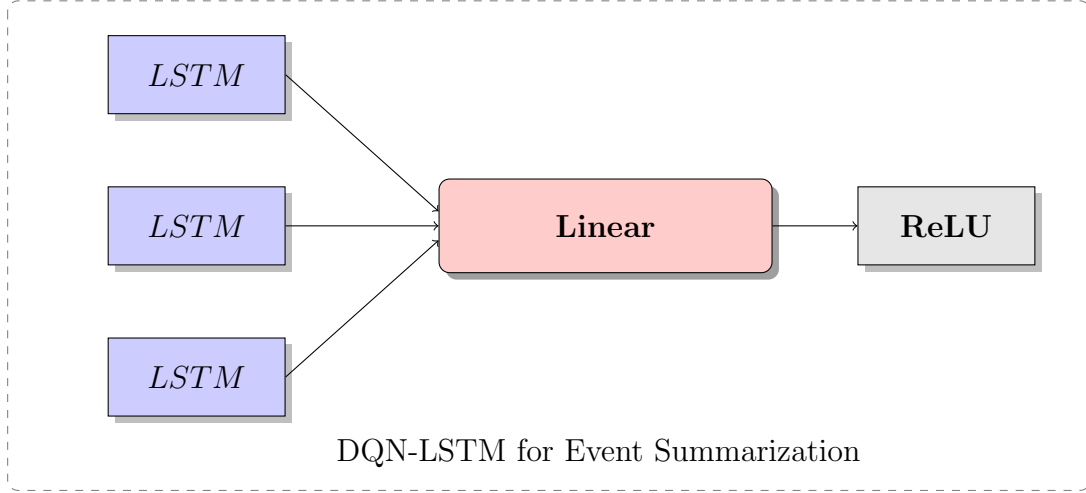 LSTM
LSTM
Linear
ReLU
LSTM
DQN-LSTM for Event Summarization